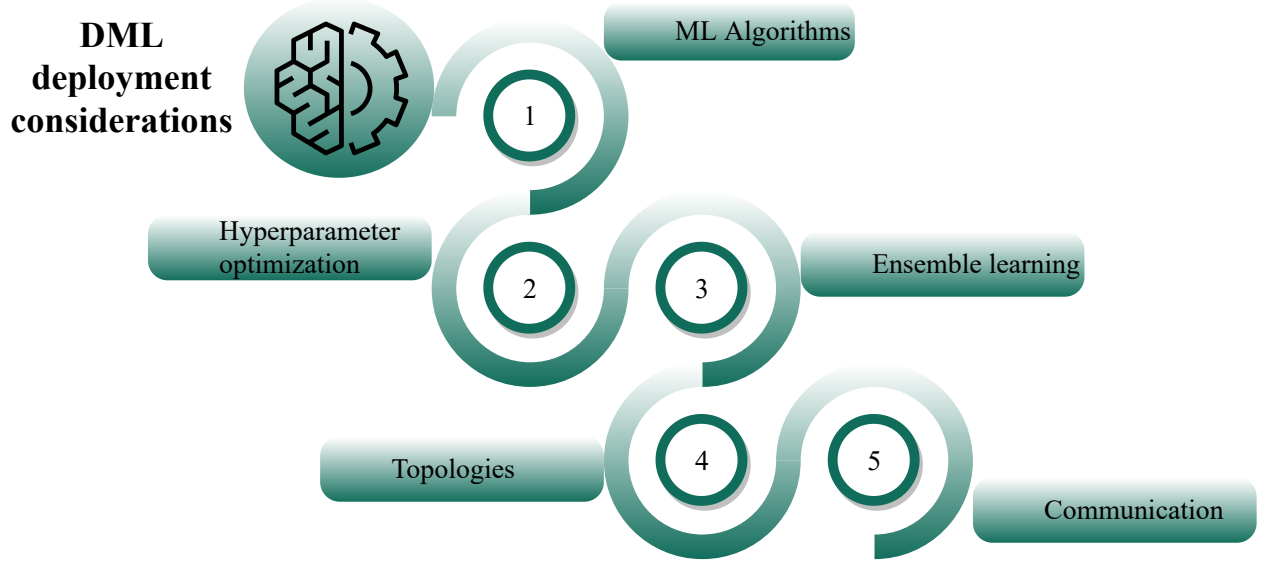 DML
deployment
considerations
1
ML Algorithms
Hyperparameter
optimization
2
3
Ensemble learning
Topologies
4
5
Communication